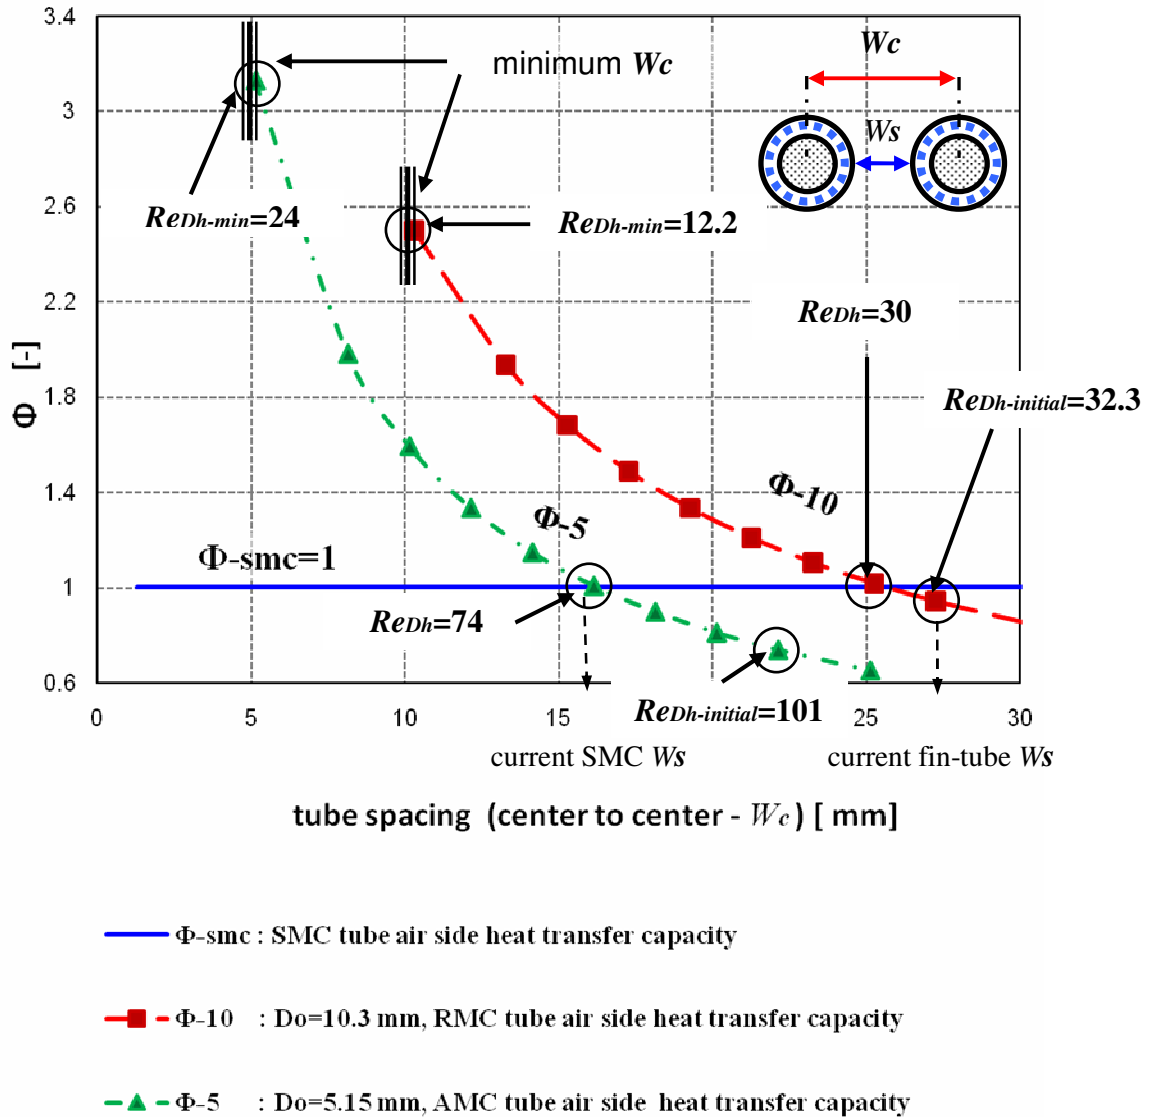 3.4
Wc
minimum Wc
3
Ws
ReDh-min=24
2.6
ReDh-min=12.2
2.2
ReDh=30
Φ [-]
1.8
ReDh-initial=32.3
1.4
Φ-10
Φ-5
Φ-smc=1
1
ReDh=74
0.6
ReDh-initial=101
0 5 10 15 25 30
current SMC Ws current fin-tube Ws
tube spacing (center to center - Wc) [ mm]
Φ-smc : SMC tube air side heat transfer capacity
Φ-10 : Do=10.3 mm, RMC tube air side heat transfer capacity
Φ-5 : Do=5.15 mm, AMC tube air side heat transfer capacity